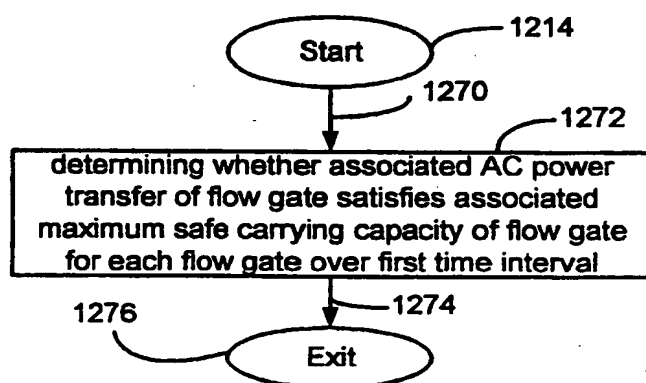 Start
1214
1270
1272
determining whether associated AC power
transfer of flow gate satisfies associated
maximum safe carrying capacity of flow gate
for each flow gate over first time interval
1274
1276
Exit